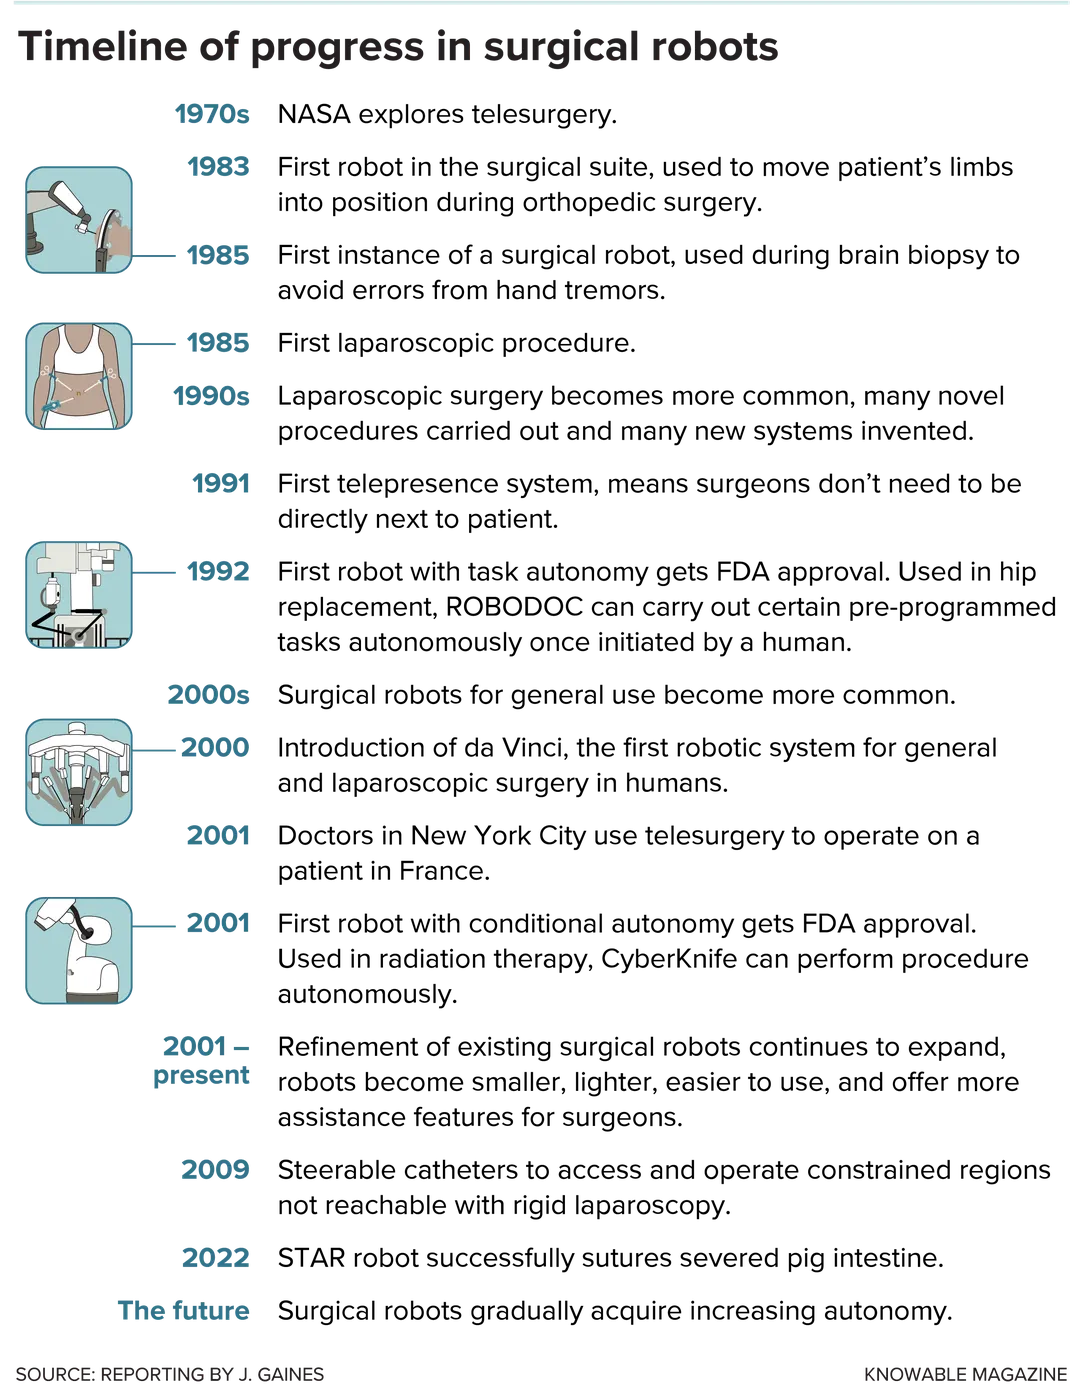 Timeline of progress in surgical robots
1970s NASA explores telesurgery.
1983 First robot in the surgical suite, used to move patient’s limbs
into position during orthopedic surgery.
1985 First instance of a surgical robot, used during brain biopsy to
avoid errors from hand tremors.
1985 First laparoscopic procedure.
1990s Laparoscopic surgery becomes more common, many novel
procedures carried out and many new systems invented.
1991 First telepresence system, means surgeons don’t need to be
directly next to patient.
1992 First robot with task autonomy gets FDA approval. Used in hip
replacement, ROBODOC can carry out certain pre-programmed
tasks autonomously once initiated by a human.
2000s Surgical robots for general use become more common.
2000 Introduction of da Vinci, the first robotic system for general
and laparoscopic surgery in humans.
2001 Doctors in New York City use telesurgery to operate on a
patient in France.
2001 First robot with conditional autonomy gets FDA approval.
Used in radiation therapy, CyberKnife can perform procedure
autonomously.
2001 – present Refinement of existing surgical robots continues to expand,
robots become smaller, lighter, easier to use, and offer more
assistance features for surgeons.
2009 Steerable catheters to access and operate constrained regions
not reachable with rigid laparoscopy.
2022 STAR robot successfully sutures severed pig intestine.
The future Surgical robots gradually acquire increasing autonomy.
SOURCE: REPORTING BY J. GAINES
KNOWABLE MAGAZINE